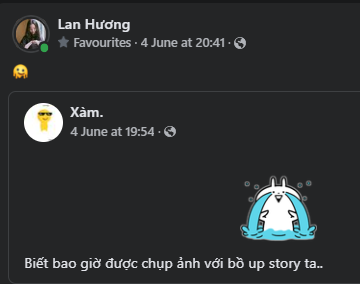 Lan Hương
Favourites · 4 June at 20:41 ·
🫠
Xàm.
4 June at 19:54 ·
Biết bao giờ được chụp ảnh với bồ up story ta..